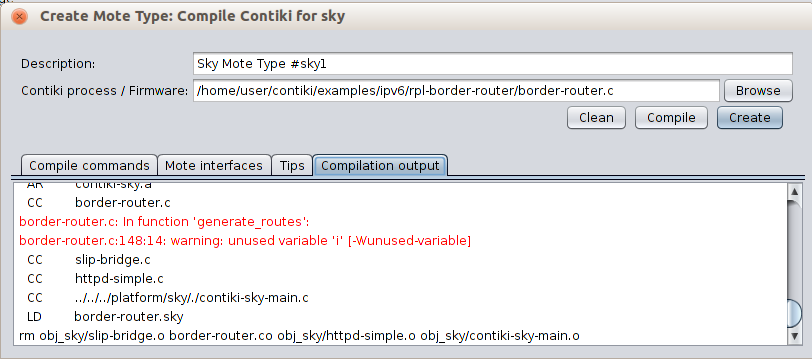 Create Mote Type: Compile Contiki for sky
Description: Sky Mote Type #sky1
Contiki process / Firmware: /home/user/contiki/examples/ipv6/rpl-border-router/border-router.c Browse
Clean Compile Create
Compile commands Mote interfaces Tips Compilation output
AR contiki-sky.a
CC border-router.c
border-router.c: In function 'generate_routes':
border-router.c:148:14: warning: unused variable 'i' [-Wunused-variable]
CC slip-bridge.c
CC httpd-simple.c
CC ../../../platform/sky/./contiki-sky-main.c
LD border-router.sky
rm obj_sky/slip-bridge.o border-router.co obj_sky/httpd-simple.o obj_sky/contiki-sky-main.o